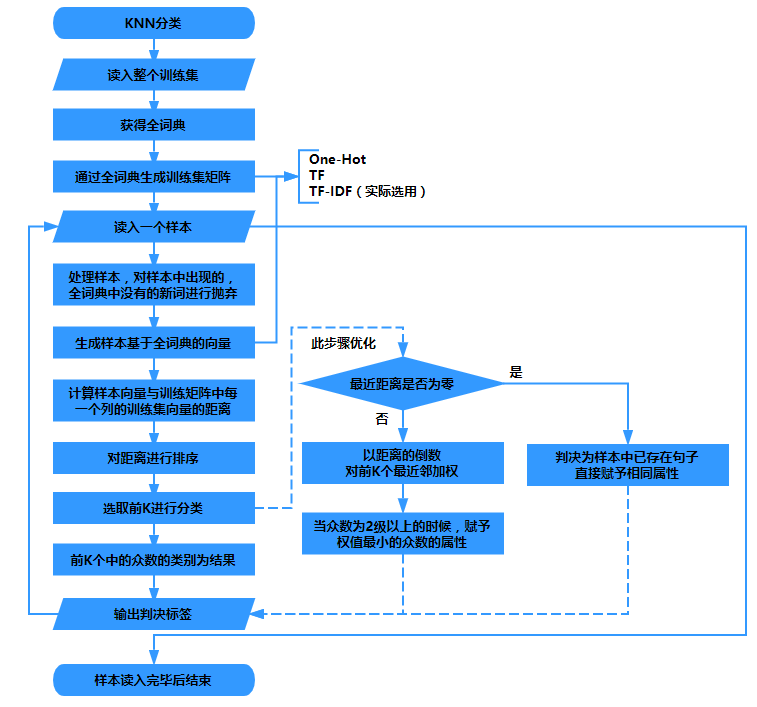 KNN分类
读入整个训练集
获得全词典
通过全词典生成训练集矩阵
One-Hot
TF
TF-IDF（实际选用）
读入一个样本
处理样本，对样本中出现的，
全词典中没有的新词进行抛弃
生成样本基于全词典的向量
此步骤优化
计算样本向量与训练矩阵中每
一个列的训练集向量的距离
最近距离是否为零
是
否
对距离进行排序
以距离的倒数
对前K个最近邻加权
判决为样本中已存在句子
直接赋予相同属性
选取前K进行分类
当众数为2级以上的时候，赋予
权值最小的众数的属性
前K个中的众数的类别为结果
输出判决标签
样本读入完毕后结束